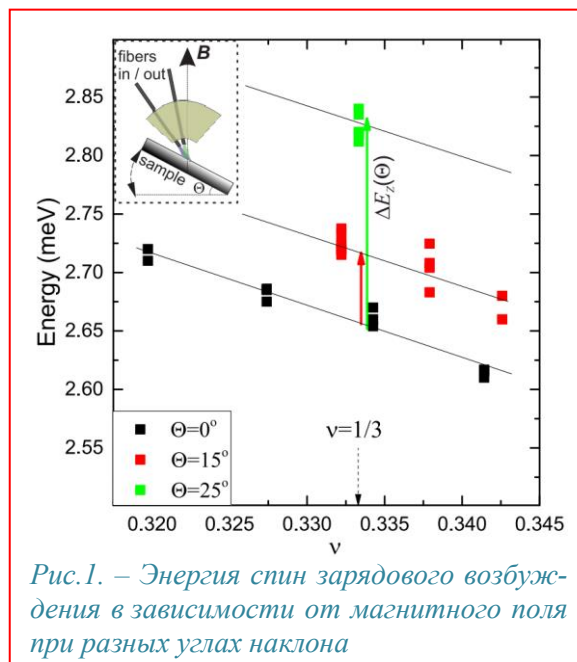 fibers
in / out
B
sample
Θ
2.85
2.80
2.75
2.70
2.65
2.60
2.55
Energy (meV)
ΔE_z(Θ)
Θ=0°
Θ=15°
Θ=25°
ν=1/3
0.320 0.325 0.330 0.335 0.340 0.345
ν
Рис.1. – Энергия спин зарядового возбуж-
дения в зависимости от магнитного поля
при разных углах наклона